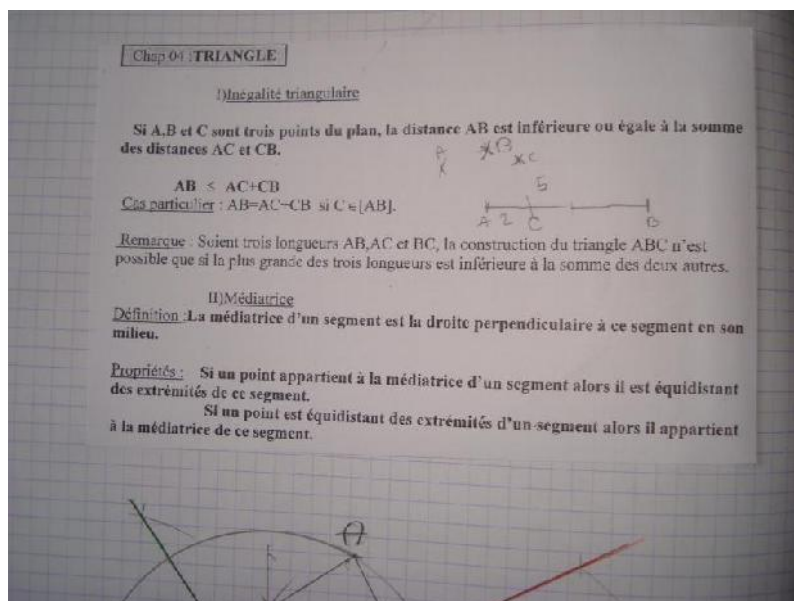 Chap 04 :TRIANGLE
I)Inégalité triangulaire
Si A,B et C sont trois points du plan, la distance AB est inférieure ou égale à la somme
des distances AC et CB.
A B C
AB ≤ AC+CB
5
Cas particulier : AB=AC+CB si C∈[AB].
A 2 C B
Remarque : Soient trois longueurs AB,AC et BC, la construction du triangle ABC n'est
possible que si la plus grande des trois longueurs est inférieure à la somme des deux autres.
II)Médiatrice
Définition :La médiatrice d'un segment est la droite perpendiculaire à ce segment en son
milieu.
Propriétés : Si un point appartient à la médiatrice d'un segment alors il est équidistant
des extrémités de ce segment.
Si un point est équidistant des extrémités d'un segment alors il appartient
à la médiatrice de ce segment.
A